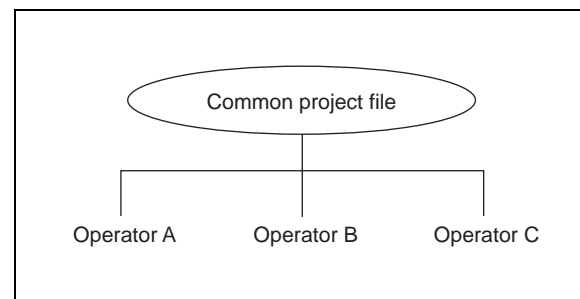 Common project file
Operator A
Operator B
Operator C